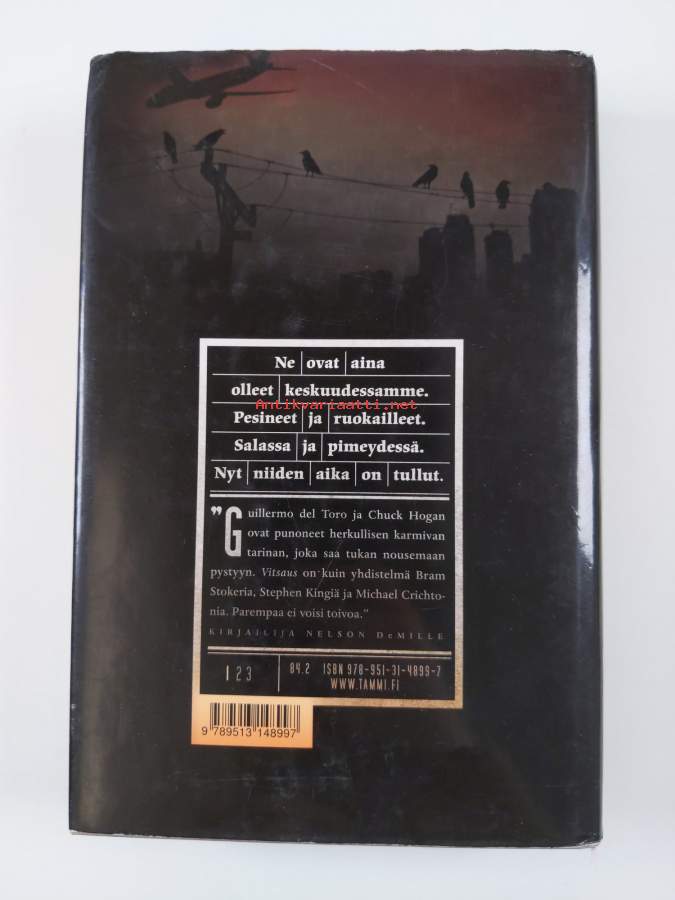 Ne ovat aina
olleet keskuudessamme.
Antikvariaatti.net
Pesineet ja ruokailleet.
Salassa ja pimeydessä.
Nyt niiden aika on tullut.
"Guillermo del Toro ja Chuck Hogan
ovat punoneet herkullisen karmivan
tarinan, joka saa tukan nousemaan
pystyyn. Vitsaus on kuin yhdistelmä Bram
Stokeria, Stephen Kingiä ja Michael Crichto-
nia. Parempaa ei voisi toivoa."
KIRJAILIJA NELSON DeMILLE
123
84.2 ISBN 978-951-31-4899-7
WWW.TAMMI.FI
9 789513 148997